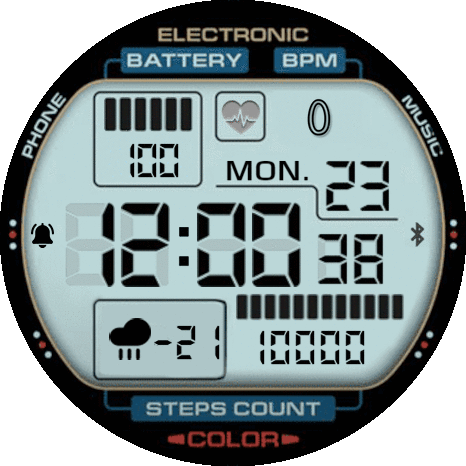 ELECTRONIC
BATTERY BPM
PHONE
MUSIC
100
0
MON. 23
12:00 38
-21
10000
STEPS COUNT
COLOR